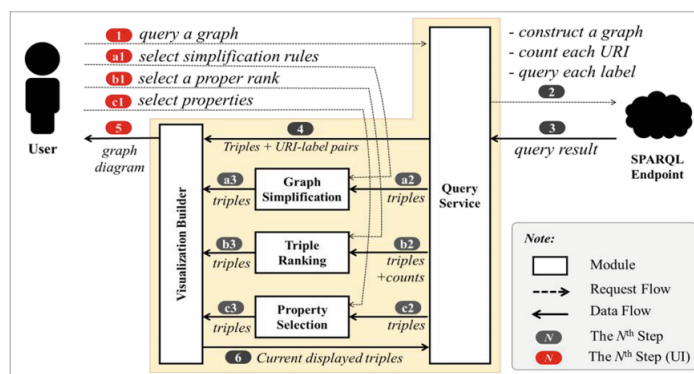 1 query a graph
a1 select simplification rules
b1 select a proper rank
c1 select properties
- construct a graph
- count each URI
- query each label
2
User
5
graph
diagram
4
Triples + URI-label pairs
3
query result
SPARQL
Endpoint
Visualization Builder
Query
Service
a3
triples
Graph
Simplification
a2
triples
b3
triples
Triple
Ranking
b2
triples
+counts
c3
triples
Property
Selection
c2
triples
6 Current displayed triples
Note:
Module
Request Flow
Data Flow
N The Nth Step
N The Nth Step (UI)